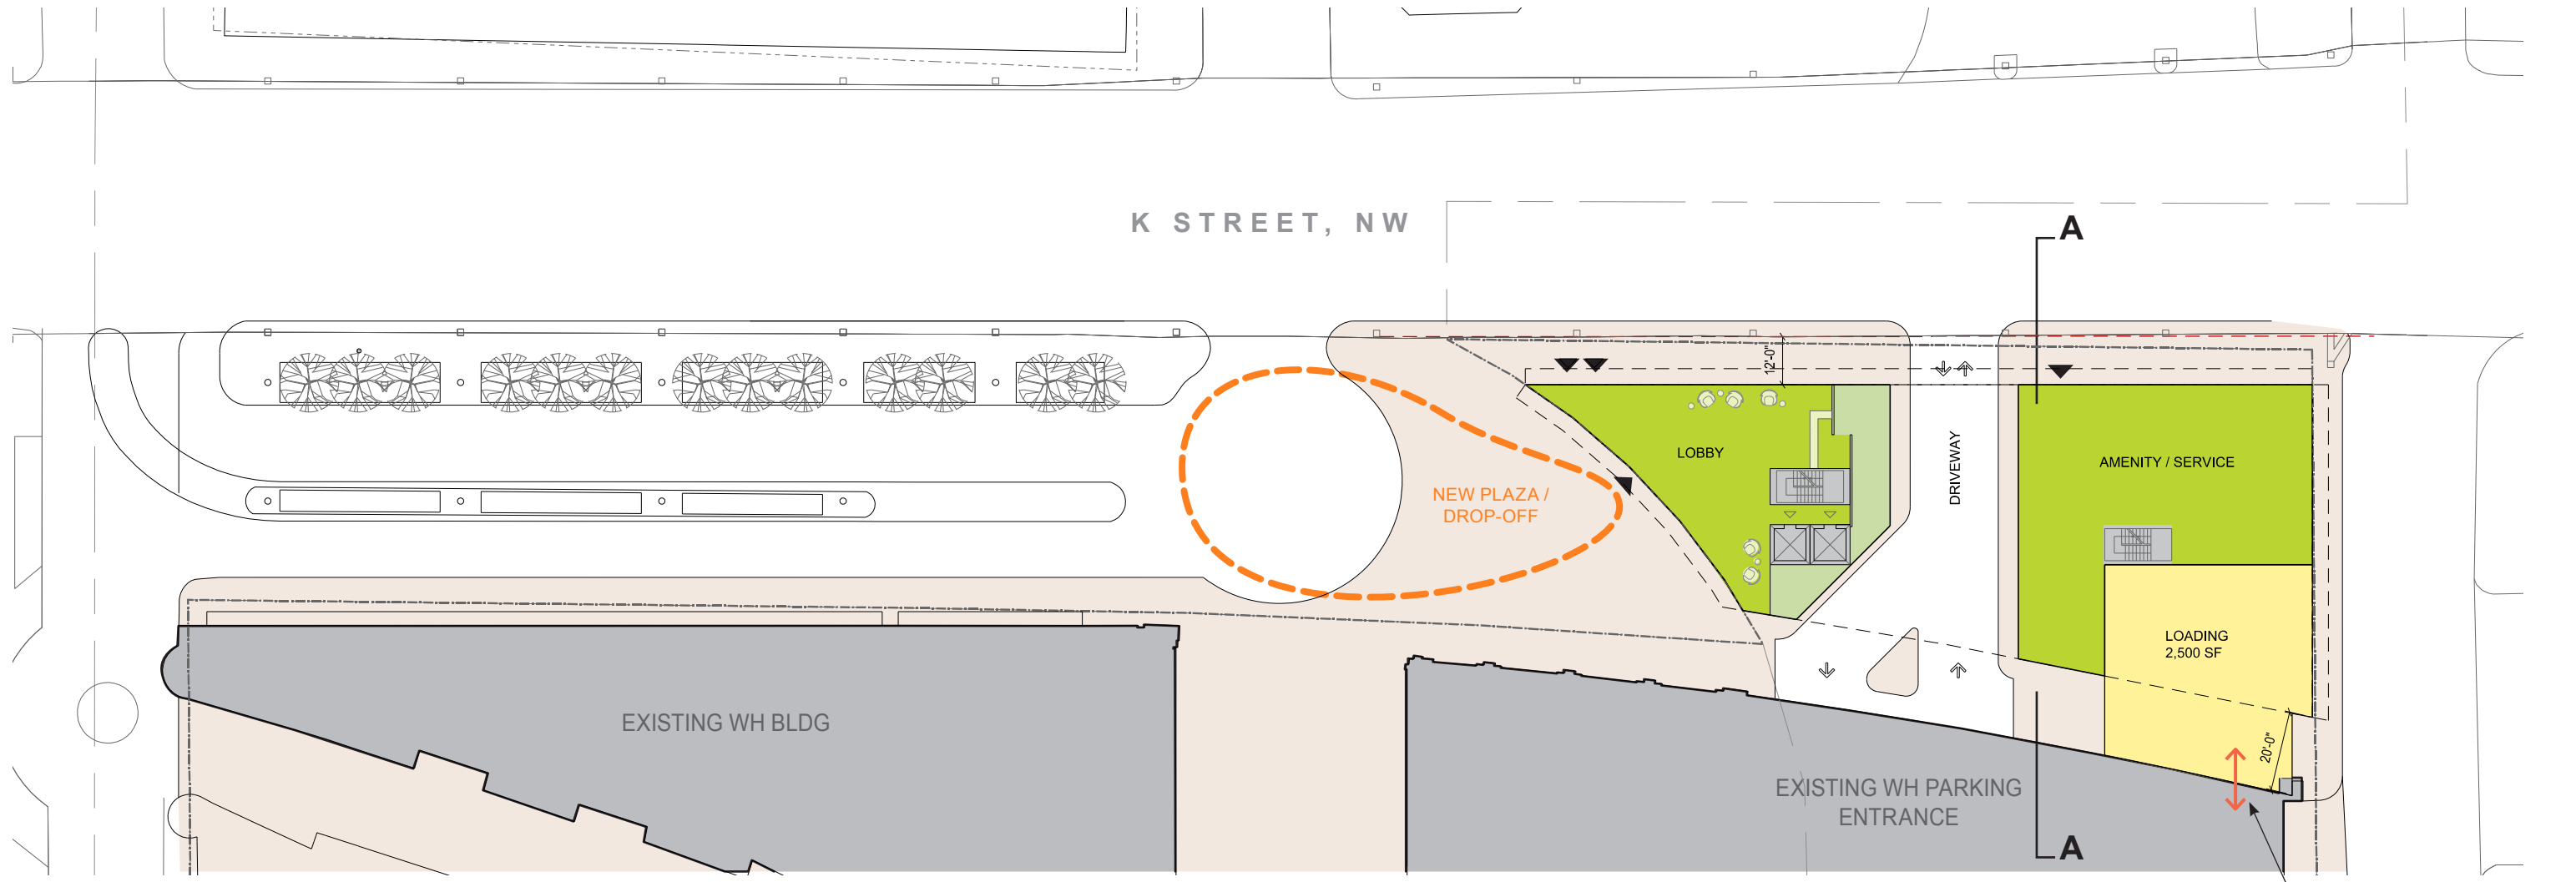 K STREET, NW
A
12'-0"
LOBBY
DRIVEWAY
AMENITY / SERVICE
NEW PLAZA /
DROP-OFF
LOADING
2,500 SF
EXISTING WH BLDG
20'-0"
EXISTING WH PARKING
ENTRANCE
A